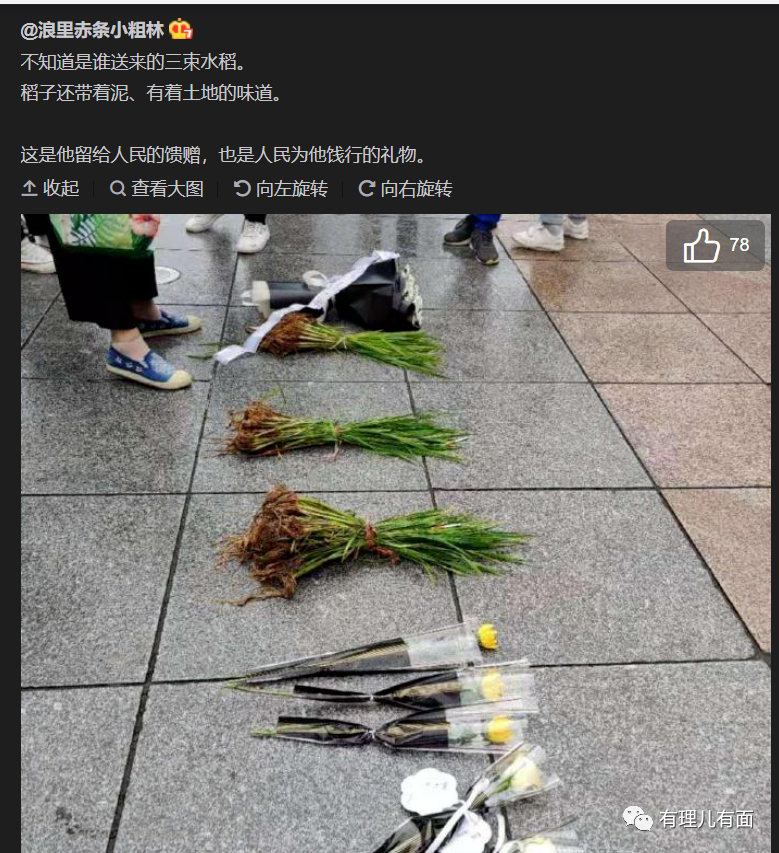 @浪里赤条小粗林
不知道是谁送来的三束水稻。
稻子还带着泥、有着土地的味道。
这是他留给人民的馈赠，也是人民为他饯行的礼物。
收起 查看大图 向左旋转 向右旋转
78
有理儿有面